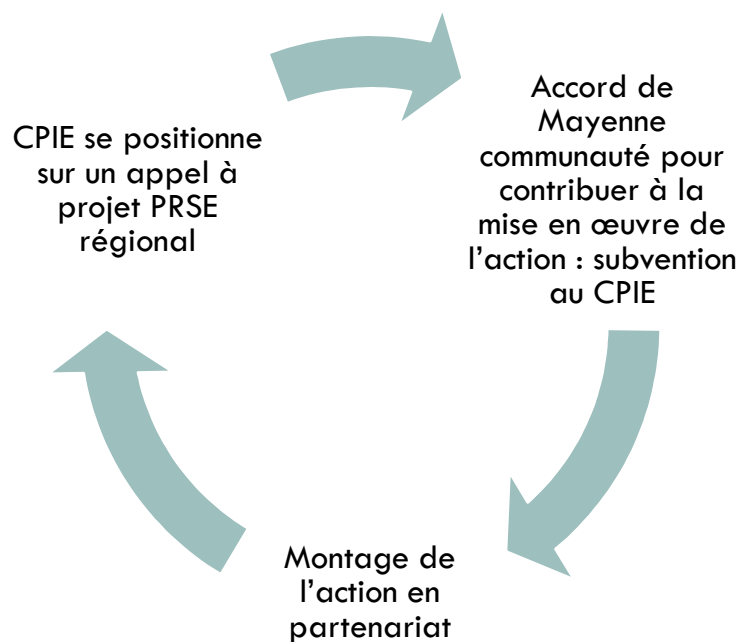 CPIE se positionne
sur un appel à
projet PRSE
régional
Accord de
Mayenne
communauté pour
contribuer à la
mise en œuvre de
l’action : subvention
au CPIE
Montage de
l’action en
partenariat